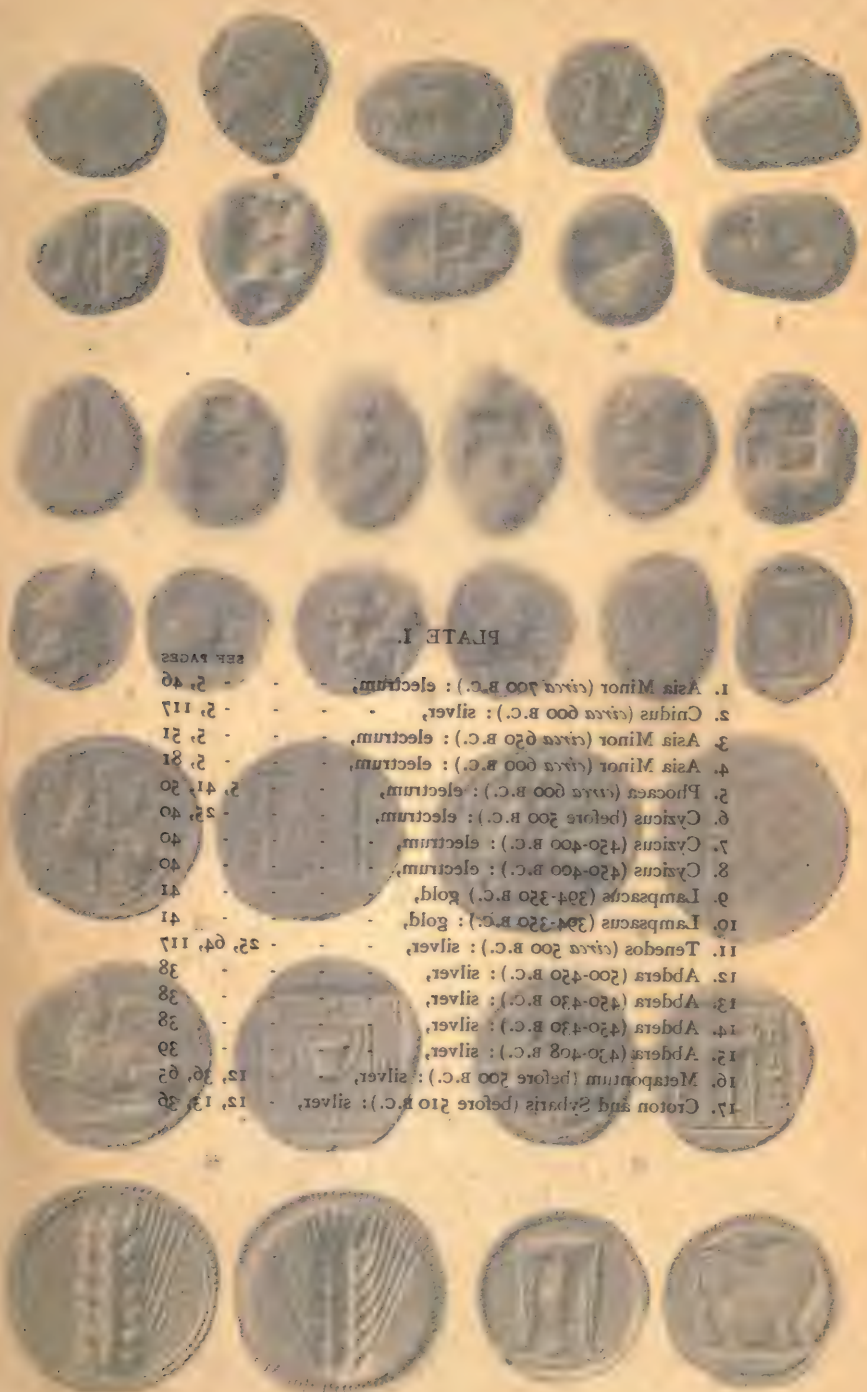 PLATE I.
SEE PAGES
1. Asia Minor (circa 700 B.C.) : electrum, - - - 5, 46
2. Cnidus (circa 600 B.C.) : silver, - - - - 5, 117
3. Asia Minor (circa 650 B.C.) : electrum, - - - 5, 51
4. Asia Minor (circa 600 B.C.) : electrum, - - - 5, 81
5. Phocaea (circa 600 B.C.) : electrum, - - - 5, 41, 50
6. Cyzicus (before 500 B.C.) : electrum, - - - 25, 40
7. Cyzicus (450-400 B.C.) : electrum, - - - - 40
8. Cyzicus (450-400 B.C.) : electrum, - - - - 40
9. Lampsacus (394-350 B.C.) gold, - - - - 41
10. Lampsacus (394-350 B.C.) : gold, - - - - 41
11. Tenedos (circa 500 B.C.) : silver, - - - 25, 64, 117
12. Abdera (500-450 B.C.) : silver, - - - - 38
13. Abdera (450-430 B.C.) : silver, - - - - 38
14. Abdera (450-430 B.C.) : silver, - - - - 38
15. Abdera (430-408 B.C.) : silver, - - - - 39
16. Metapontum (before 500 B.C.) : silver, - - 12, 36, 65
17. Croton and Sybaris (before 510 B.C.) : silver, - 12, 13, 36